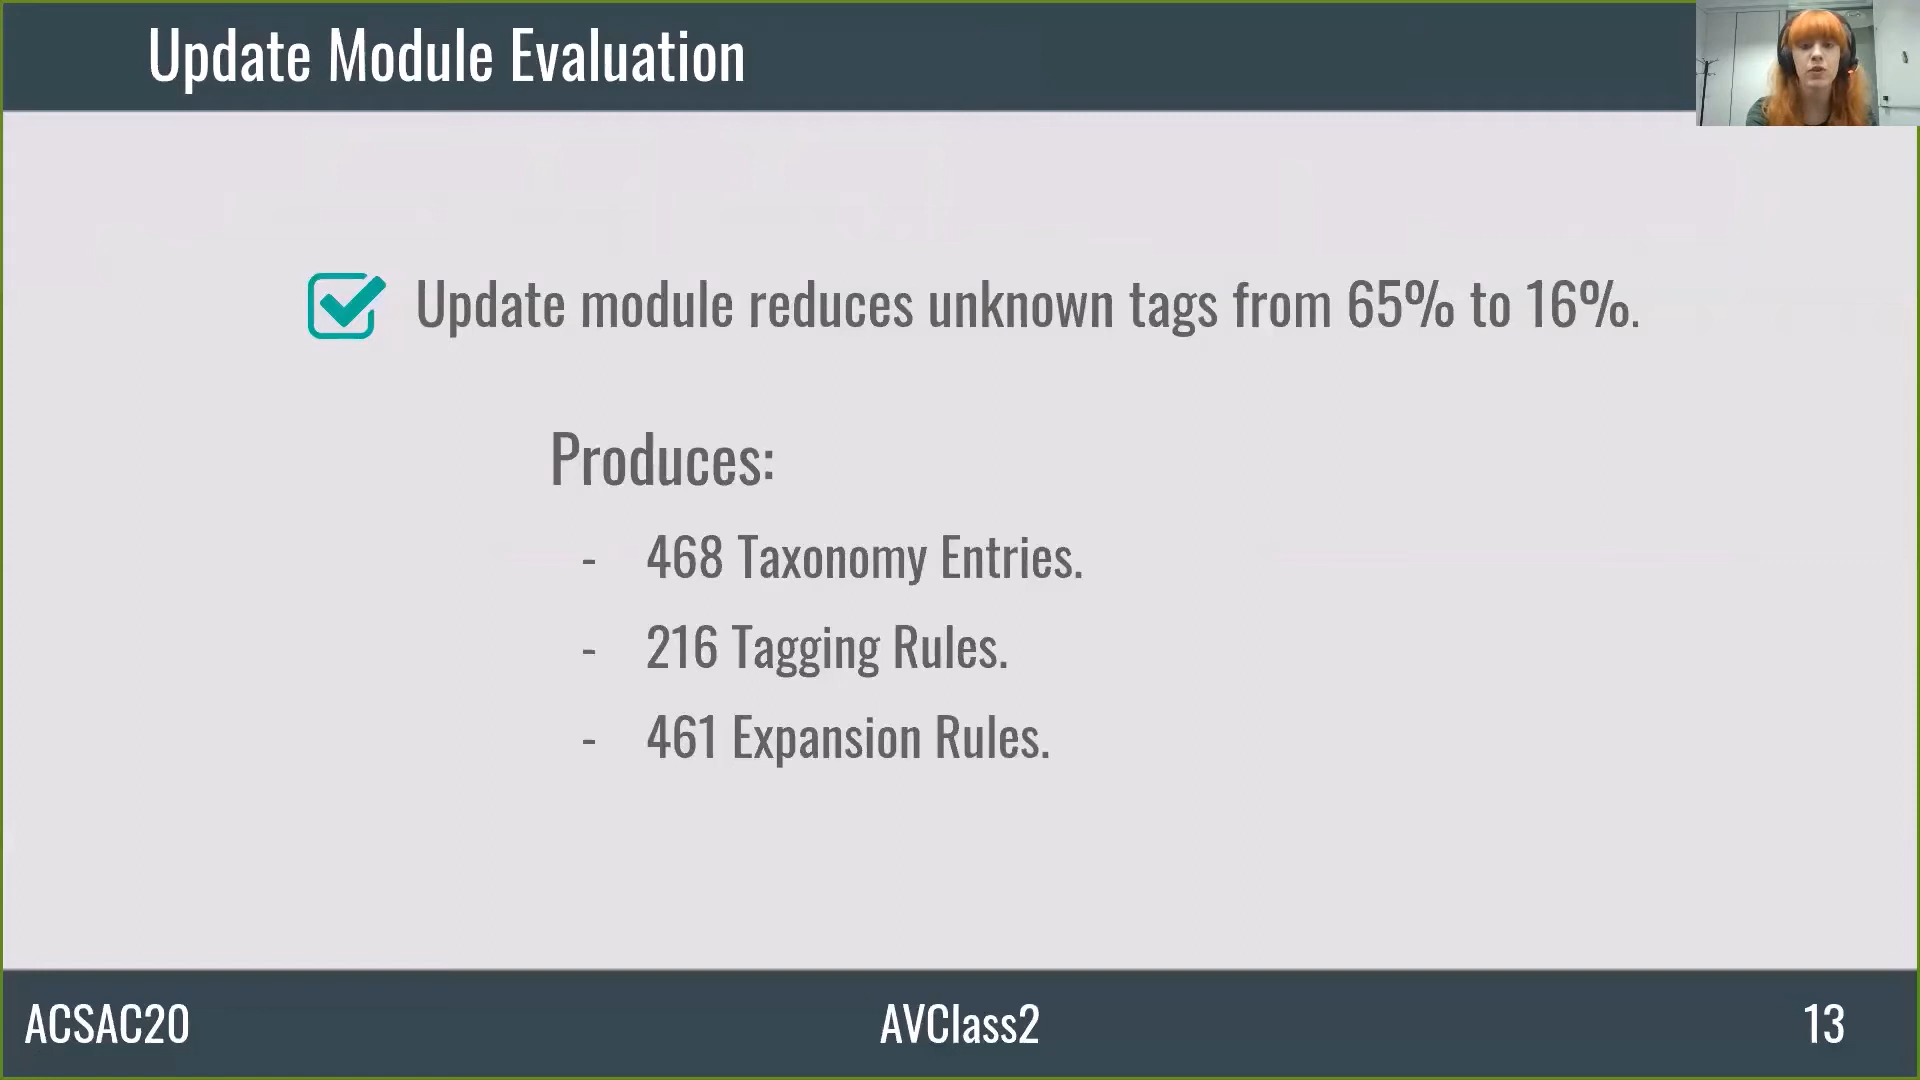 Update Module Evaluation
Update module reduces unknown tags from 65% to 16%.
Produces:
- 468 Taxonomy Entries.
- 216 Tagging Rules.
- 461 Expansion Rules.
ACSAC20 AVClass2 13